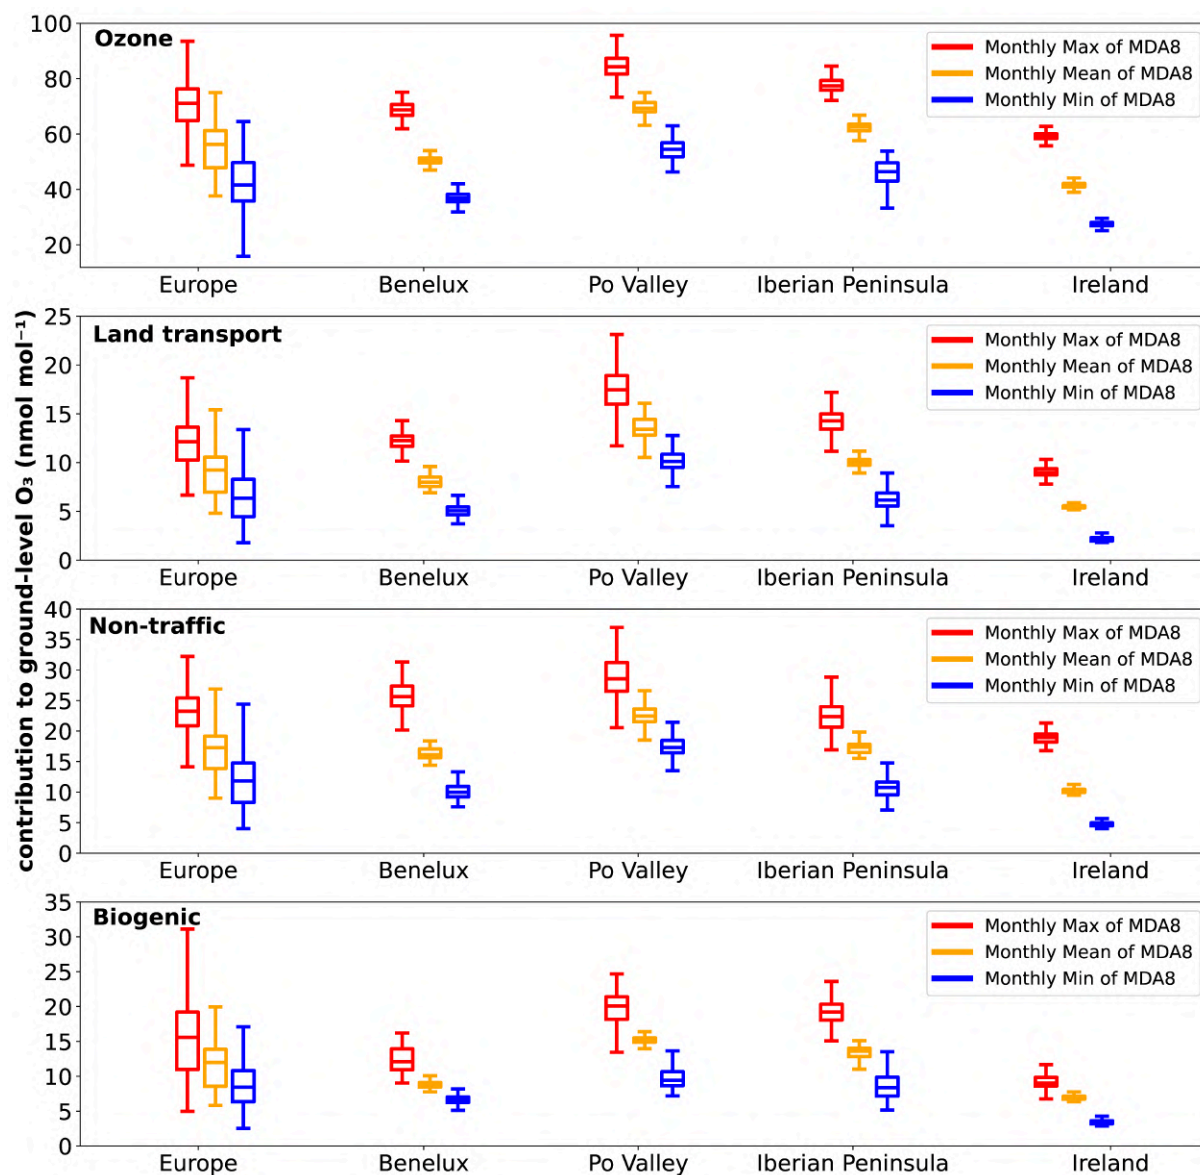 contribution to ground-level O₃ (nmol mol⁻¹)
Ozone
100
80
60
40
20
Monthly Max of MDA8
Monthly Mean of MDA8
Monthly Min of MDA8
Europe Benelux Po Valley Iberian Peninsula Ireland
Land transport
25
20
15
10
5
0
Monthly Max of MDA8
Monthly Mean of MDA8
Monthly Min of MDA8
Europe Benelux Po Valley Iberian Peninsula Ireland
Non-traffic
40
35
30
25
20
15
10
5
0
Monthly Max of MDA8
Monthly Mean of MDA8
Monthly Min of MDA8
Europe Benelux Po Valley Iberian Peninsula Ireland
Biogenic
35
30
25
20
15
10
5
0
Monthly Max of MDA8
Monthly Mean of MDA8
Monthly Min of MDA8
Europe Benelux Po Valley Iberian Peninsula Ireland